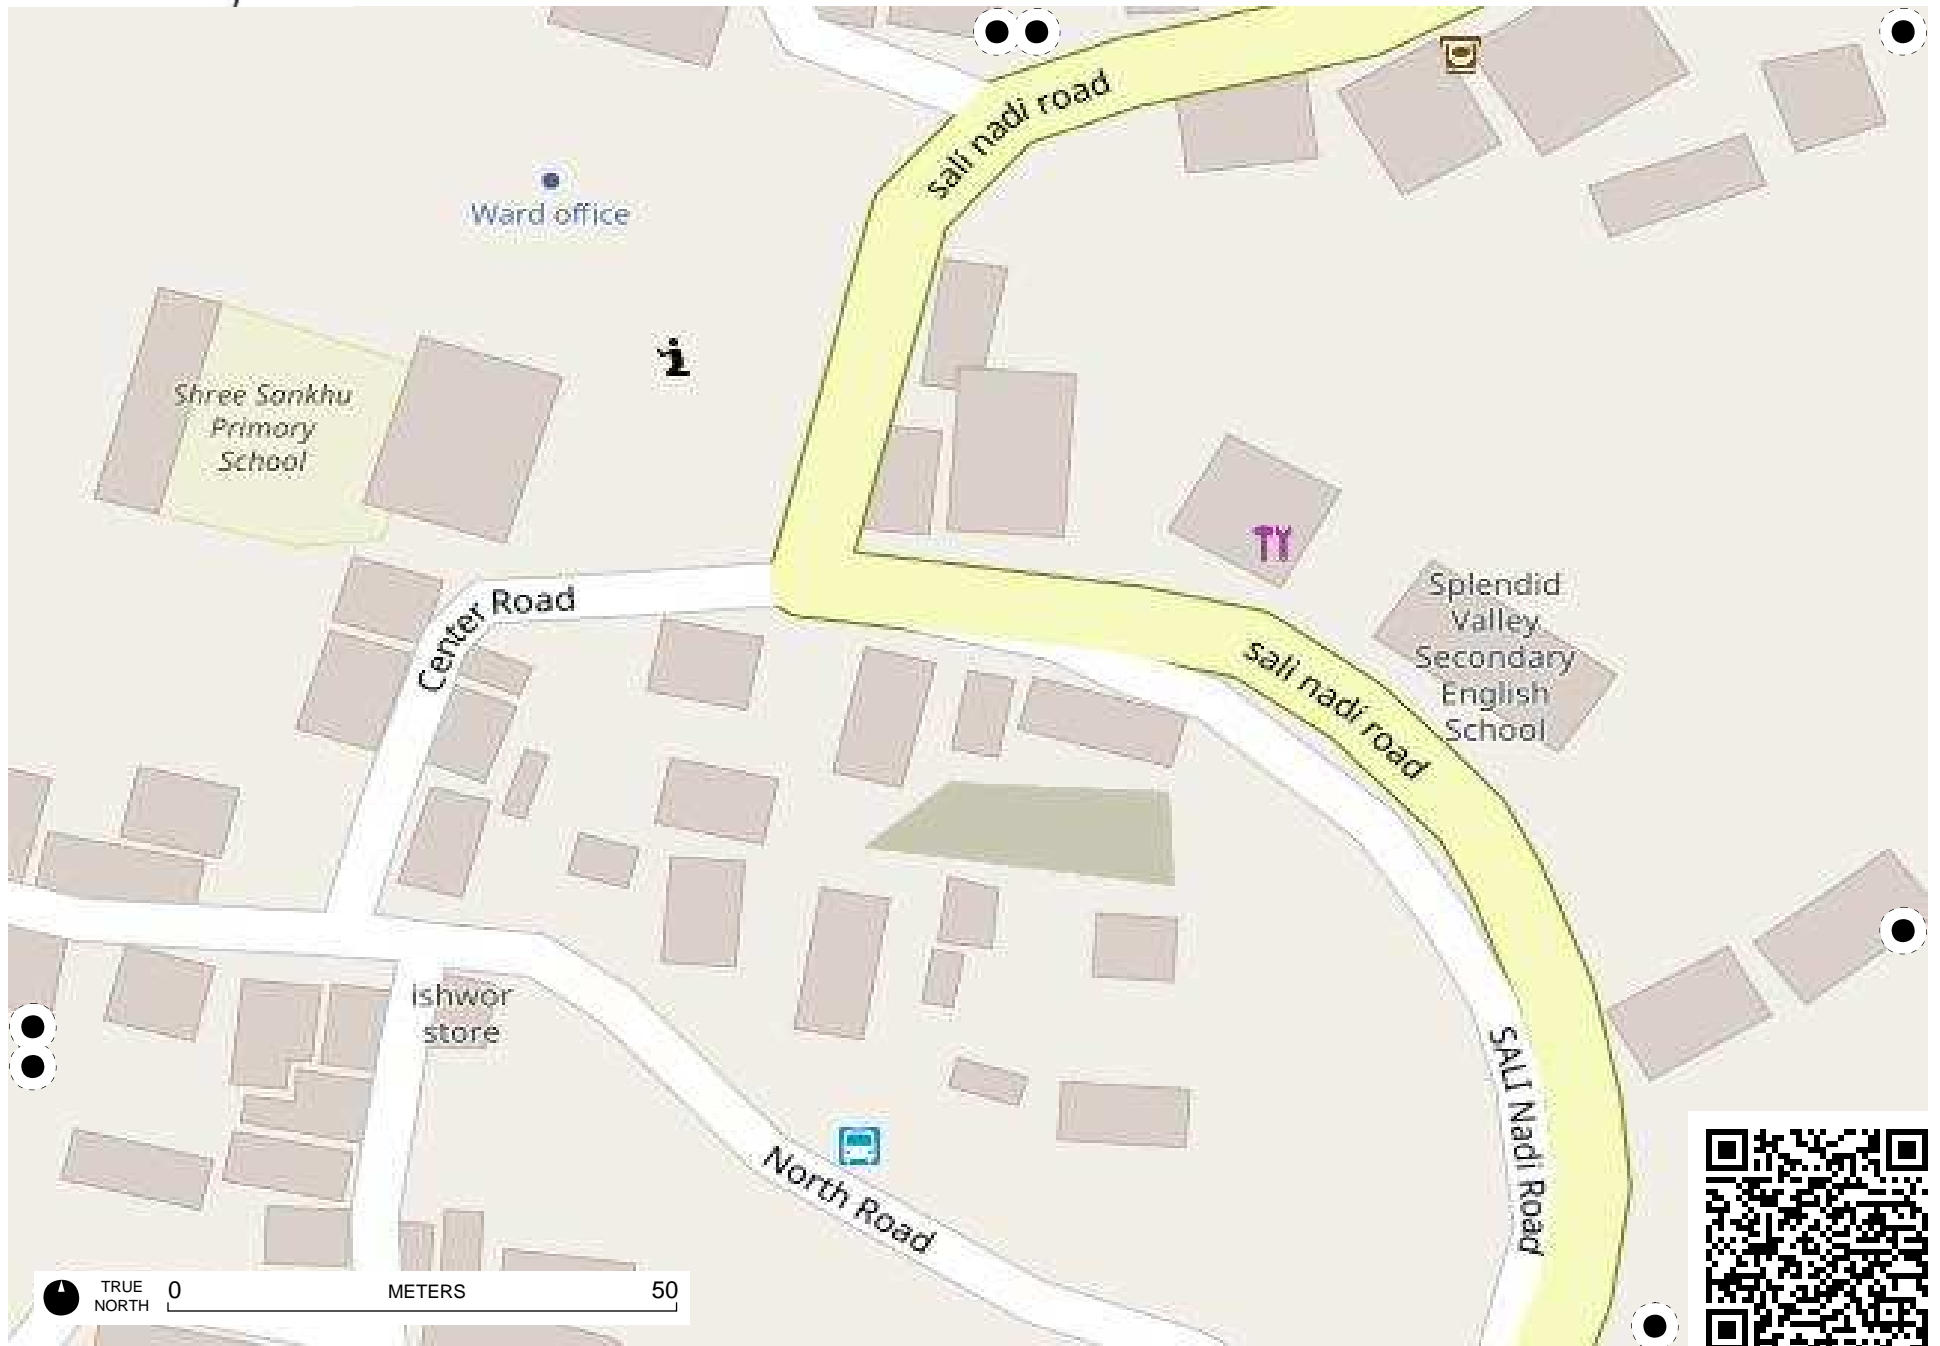 sali nadi road
Ward office
Shree Sankhu
Primary
School
Splendid
Valley
Secondary
English
School
Center Road
sali nadi road
ishwor
store
SALI Nadi Road
North Road
TRUE
NORTH
0 METERS 50